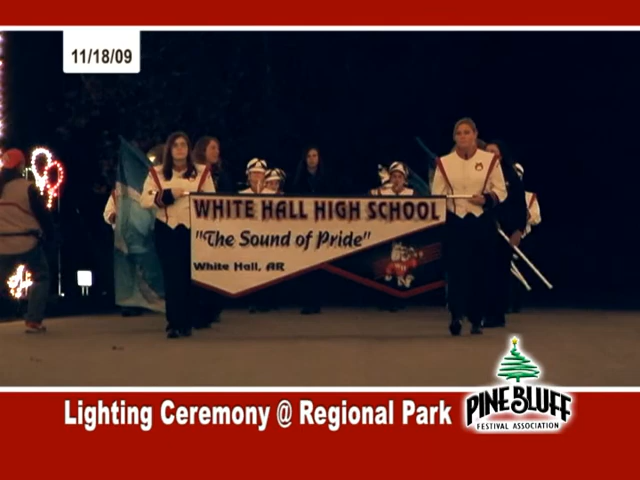 11/18/09
WHITE HALL HIGH SCHOOL
"The Sound of Pride"
White Hall, AR
Lighting Ceremony @ Regional Park
PINE BLUFF
FESTIVAL ASSOCIATION